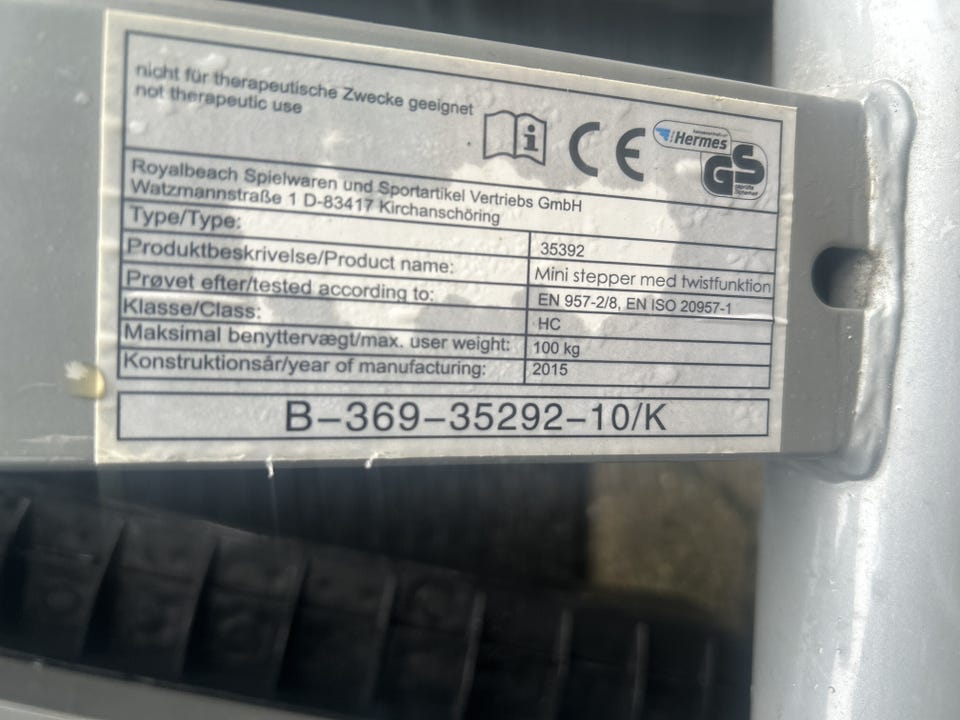 nicht für therapeutische Zwecke geeignet
not therapeutic use
i
CE
Hermes
GS
geprüfte
Sicherheit
Royalbeach Spielwaren und Sportartikel Vertriebs GmbH
Watzmannstraße 1 D-83417 Kirchanschöring
Type/Type: 35392
Produktbeskrivelse/Product name: Mini stepper med twistfunktion
Prøvet efter/tested according to: EN 957-2/8, EN ISO 20957-1
Klasse/Class: HC
Maksimal benyttervægt/max. user weight: 100 kg
Konstruktionsår/year of manufacturing: 2015
B-369-35292-10/K